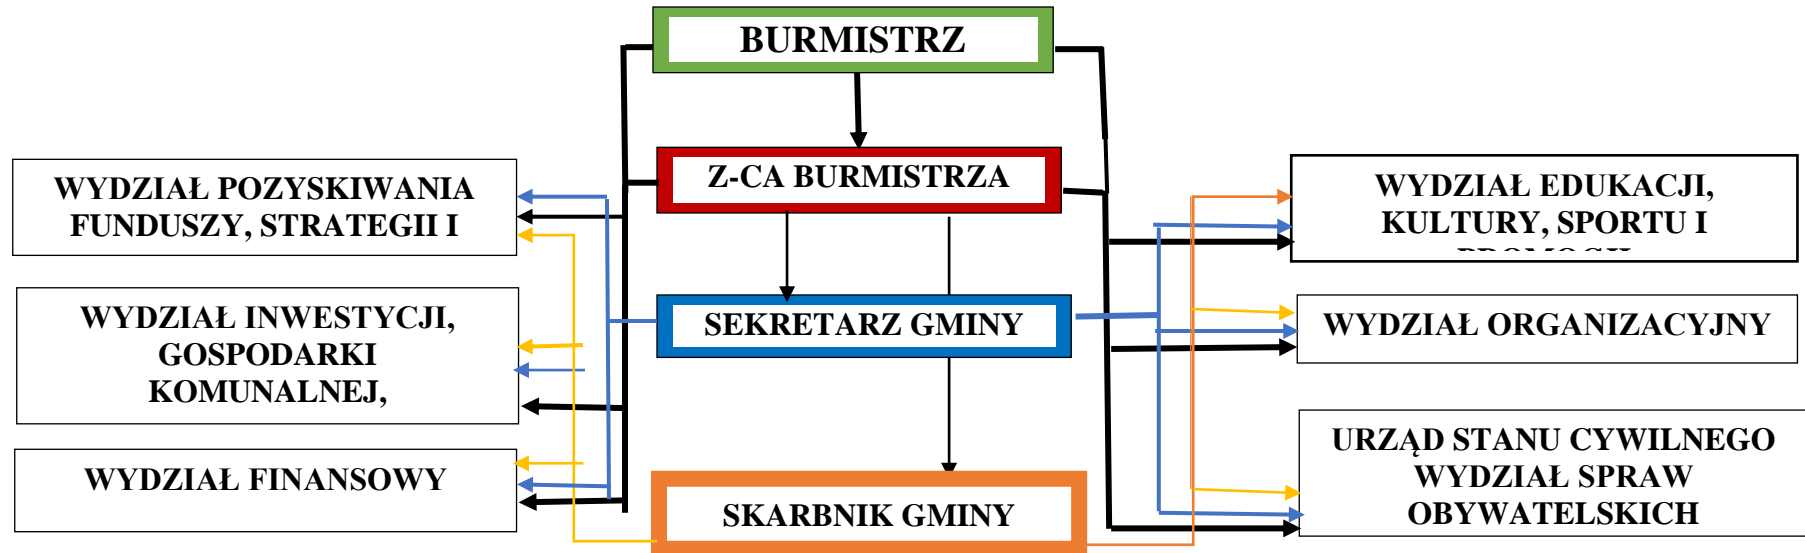 BURMISTRZ
Z-CA BURMISTRZA
SEKRETARZ GMINY
SKARBNIK GMINY
WYDZIAŁ POZYSKIWANIA
FUNDUSZY, STRATEGII I
WYDZIAŁ INWESTYCJI,
GOSPODARKI
KOMUNALNEJ,
WYDZIAŁ FINANSOWY
WYDZIAŁ EDUKACJI,
KULTURY, SPORTU I
WYDZIAŁ ORGANIZACYJNY
URZĄD STANU CYWILNEGO
WYDZIAŁ SPRAW
OBYWATELSKICH